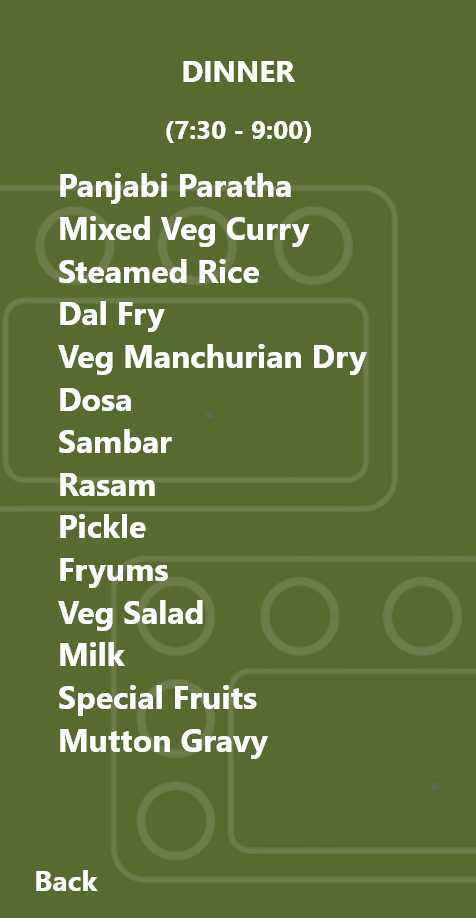 DINNER
(7:30 - 9:00)
Panjabi Paratha
Mixed Veg Curry
Steamed Rice
Dal Fry
Veg Manchurian Dry
Dosa
Sambar
Rasam
Pickle
Fryums
Veg Salad
Milk
Special Fruits
Mutton Gravy
Back